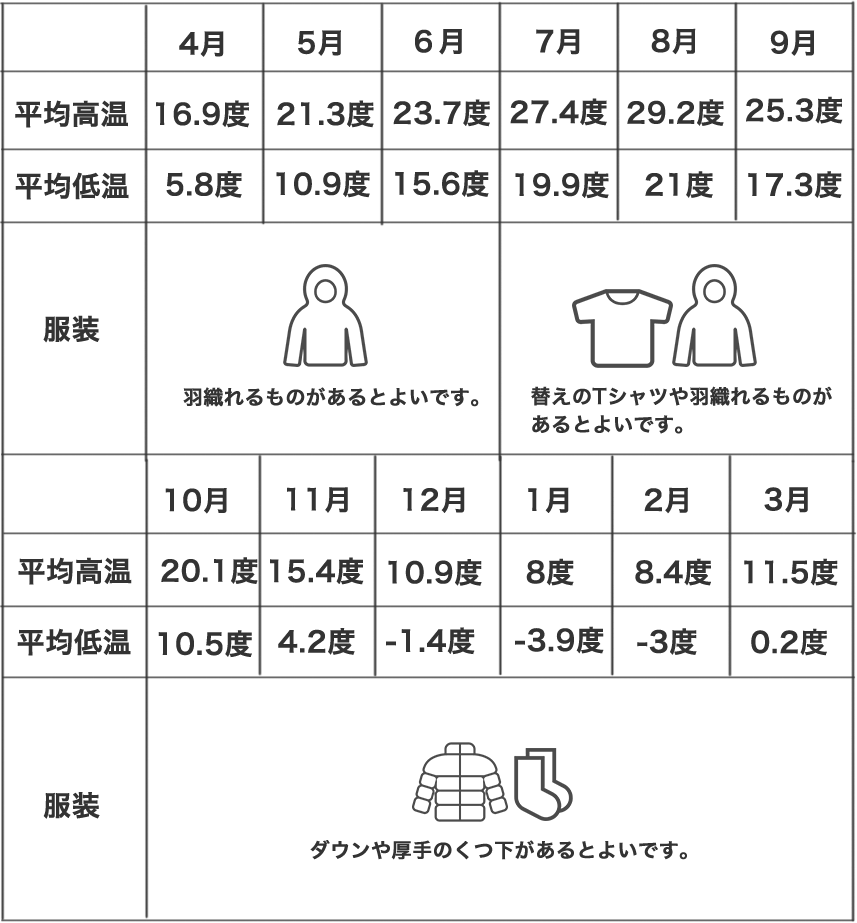 4月 5月 6月 7月 8月 9月
平均高温 16.9度 21.3度 23.7度 27.4度 29.2度 25.3度
平均低温 5.8度 10.9度 15.6度 19.9度 21度 17.3度
服装
羽織れるものがあるとよいです。
替えのTシャツや羽織れるものが
あるとよいです。
10月 11月 12月 1月 2月 3月
平均高温 20.1度 15.4度 10.9度 8度 8.4度 11.5度
平均低温 10.5度 4.2度 -1.4度 -3.9度 -3度 0.2度
服装
ダウンや厚手のくつ下があるとよいです。